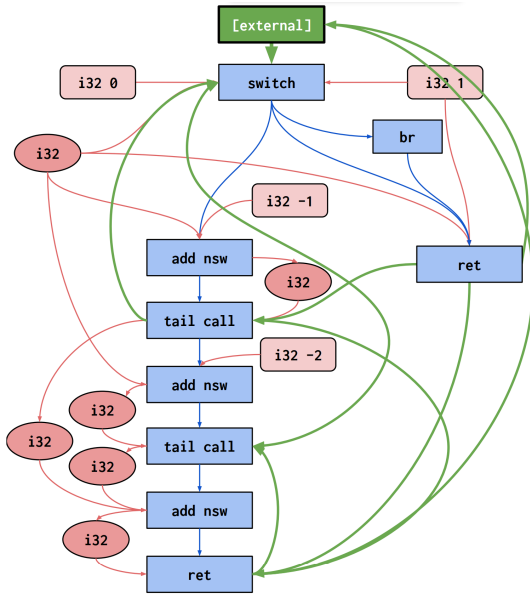 [external]
i32 0
switch
i32 1
br
i32
i32 -1
add nsw
i32
ret
tail call
i32 -2
add nsw
i32
i32
tail call
i32
add nsw
i32
ret